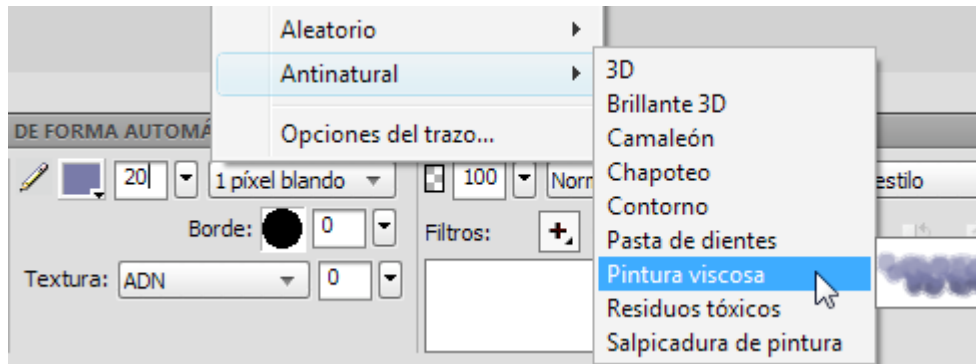 Aleatorio
Antinatural
Opciones del trazo...
3D
Brillante 3D
Camaleón
Chapoteo
Contorno
Pasta de dientes
Pintura viscosa
Residuos tóxicos
Salpicadura de pintura
DE FORMA AUTOMÁ
20 1 píxel blando 100 Norr estilo
Borde: 0 Filtros:
Textura: ADN 0